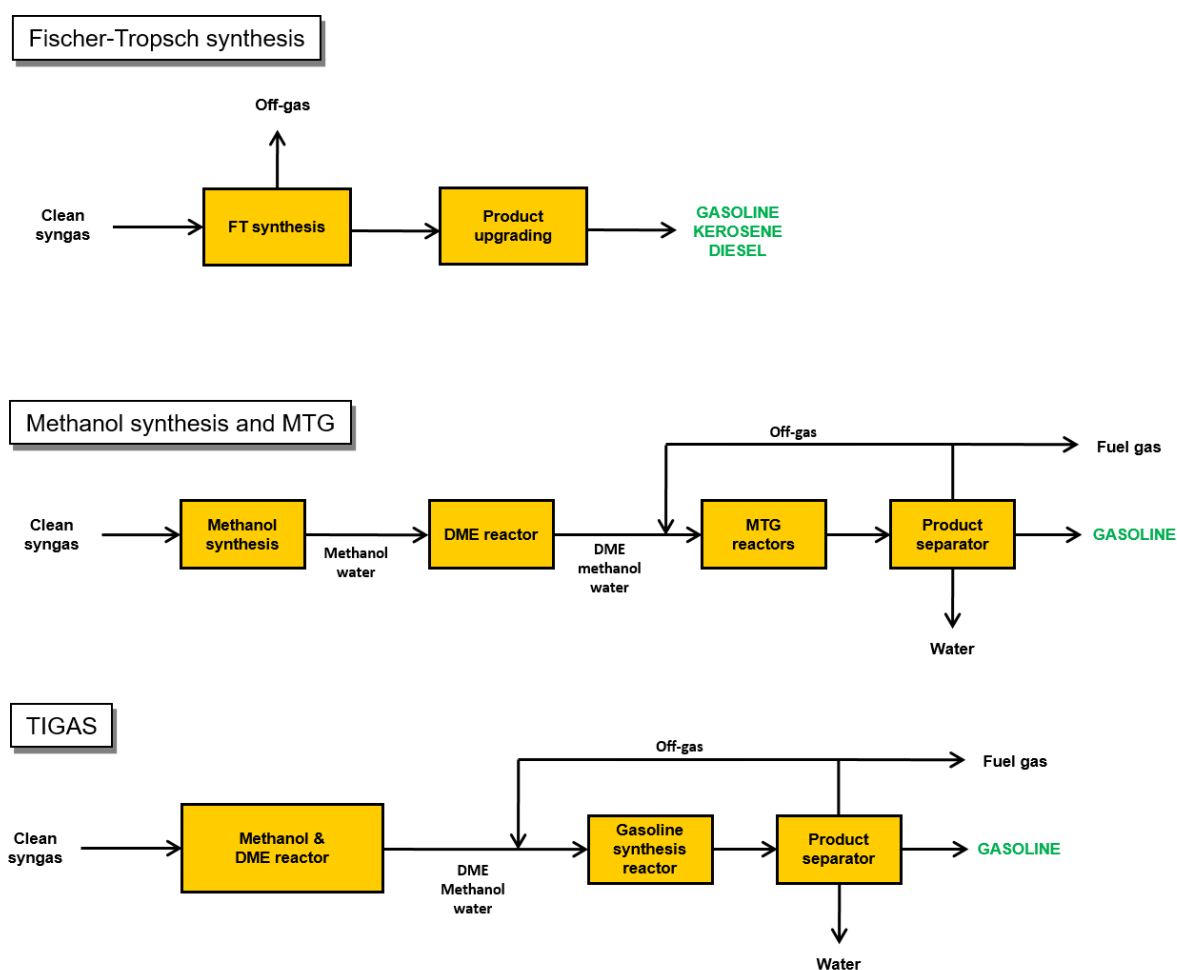 Fischer-Tropsch synthesis
Off-gas
Clean
syngas
FT synthesis
Product
upgrading
GASOLINE
KEROSENE
DIESEL
Methanol synthesis and MTG
Off-gas
Fuel gas
Clean
syngas
Methanol
synthesis
Methanol
water
DME reactor
DME
methanol
water
MTG
reactors
Product
separator
GASOLINE
Water
TIGAS
Off-gas
Fuel gas
Clean
syngas
Methanol &
DME reactor
DME
Methanol
water
Gasoline
synthesis
reactor
Product
separator
GASOLINE
Water